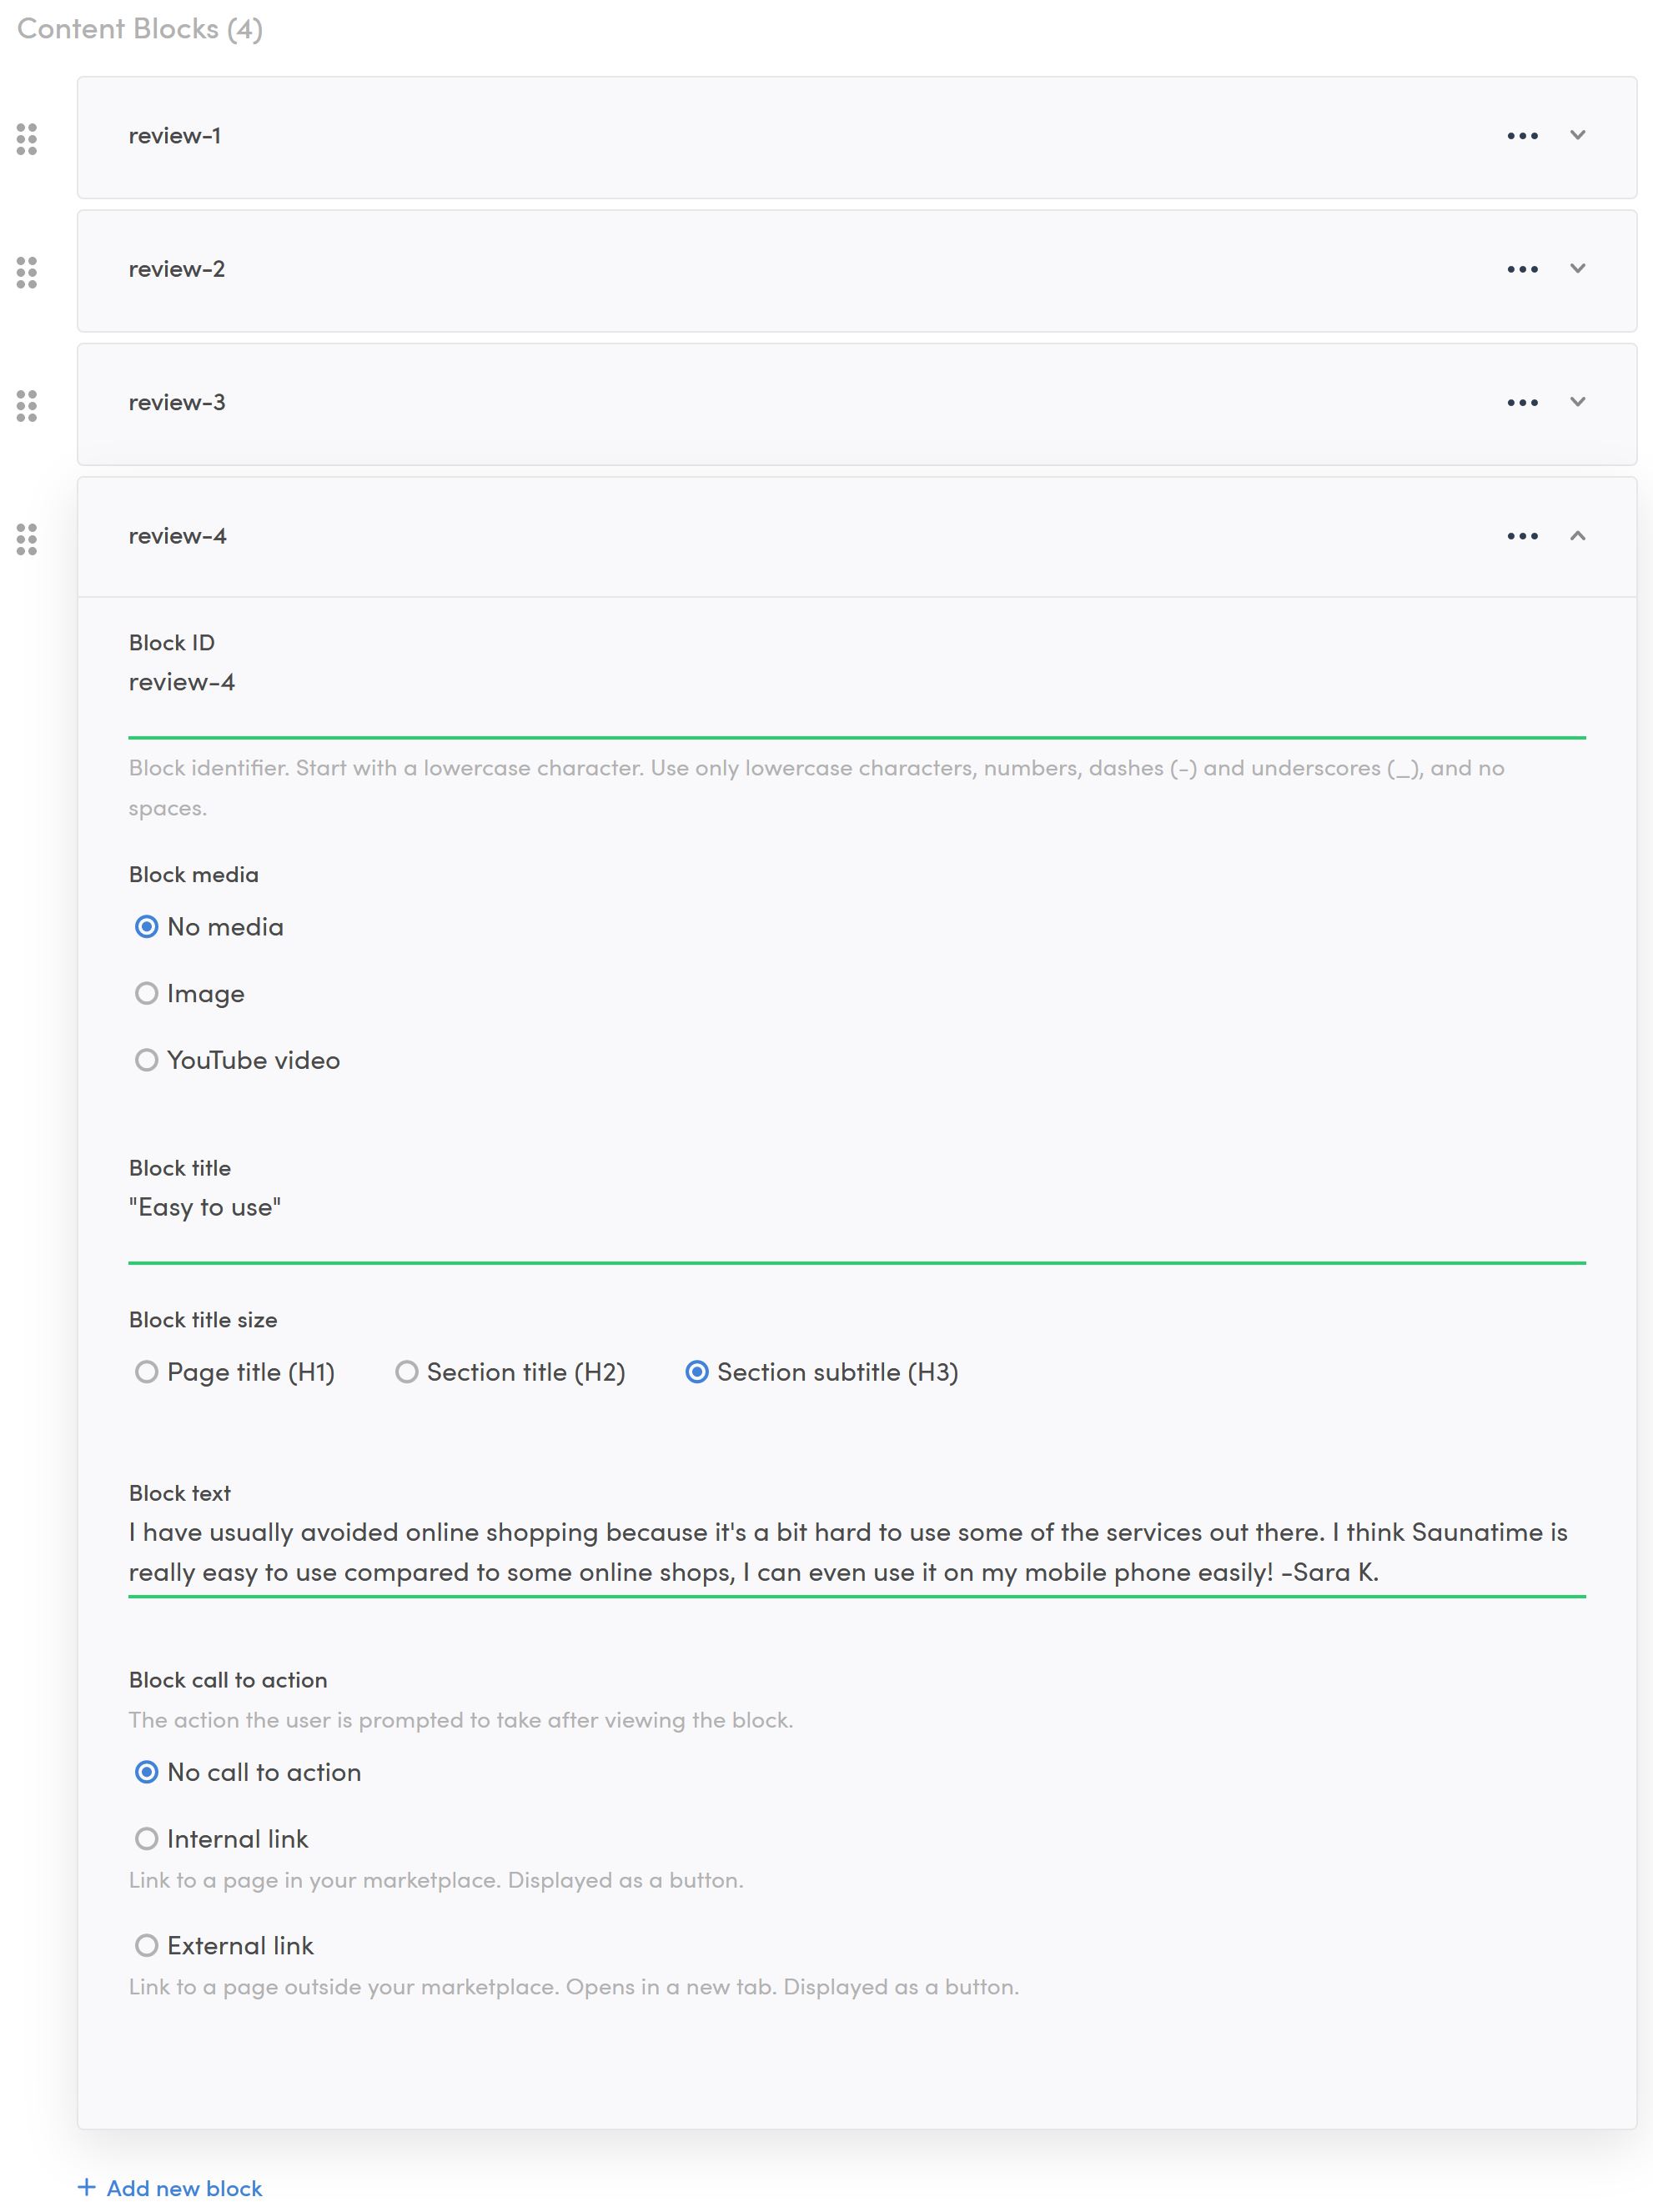 Content Blocks (4)
review-1
review-2
review-3
review-4
Block ID
review-4
Block identifier. Start with a lowercase character. Use only lowercase characters, numbers, dashes (-) and underscores (_), and no
spaces.
Block media
No media
Image
YouTube video
Block title
"Easy to use"
Block title size
Page title (H1) Section title (H2) Section subtitle (H3)
Block text
I have usually avoided online shopping because it's a bit hard to use some of the services out there. I think Saunatime is
really easy to use compared to some online shops, I can even use it on my mobile phone easily! -Sara K.
Block call to action
The action the user is prompted to take after viewing the block.
No call to action
Internal link
Link to a page in your marketplace. Displayed as a button.
External link
Link to a page outside your marketplace. Opens in a new tab. Displayed as a button.
+ Add new block